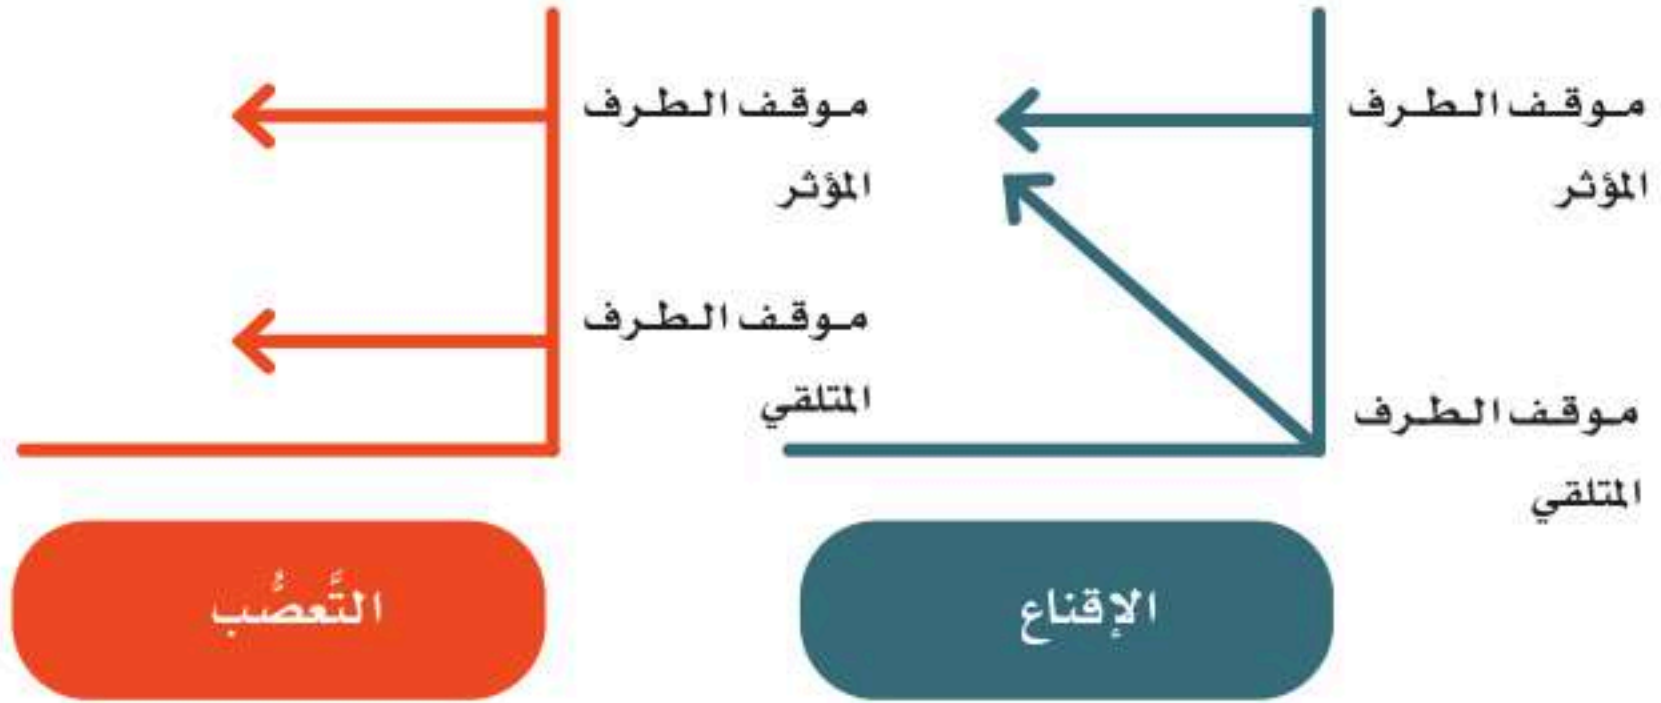 موقف الطرف
المؤثر
موقف الطرف
المتلقي
الإقناع
موقف الطرف
المؤثر
موقف الطرف
المتلقي
التَّعصُّب